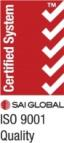 Certified System
SAI GLOBAL
ISO 9001
Quality